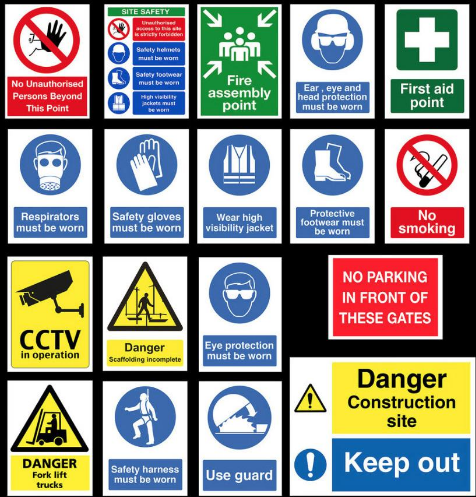 No Unauthorised
Persons Beyond
This Point
SITE SAFETY
Unauthorised
access to this site
is strictly forbidden
Safety helmets
must be worn
Safety footwear
must be worn
High visibility
jackets must
be worn
Fire
assembly
point
Ear , eye and
head protection
must be worn
First aid
point
Respirators
must be worn
Safety gloves
must be worn
Wear high
visibility jacket
Protective
footwear must
be worn
No
smoking
CCTV
in operation
Danger
Scaffolding incomplete
Eye protection
must be worn
NO PARKING
IN FRONT OF
THESE GATES
DANGER
Fork lift
trucks
Safety harness
must be worn
Use guard
Danger
Construction
site
Keep out